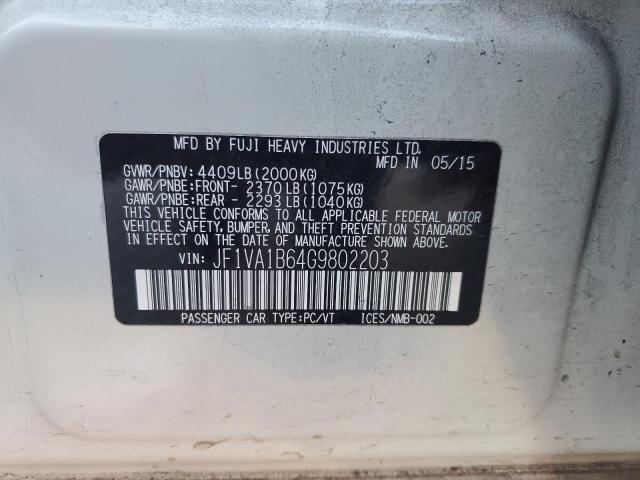 MFD BY FUJI HEAVY INDUSTRIES LTD.
MFD IN 05/15
GVWR/PNBV: 4409LB(2000KG)
GAWR/PNBE:FRONT- 2370LB(1075KG)
GAWR/PNBE:REAR - 2293LB(1040KG)
THIS VEHICLE CONFORMS TO ALL APPLICABLE FEDERAL MOTOR
VEHICLE SAFETY, BUMPER, AND THEFT PREVENTION STANDARDS
IN EFFECT ON THE DATE OF MANUFACTURE SHOWN ABOVE.
VIN: JF1VA1B64G9802203
PASSENGER CAR TYPE:PC/VT ICES/NMB-002